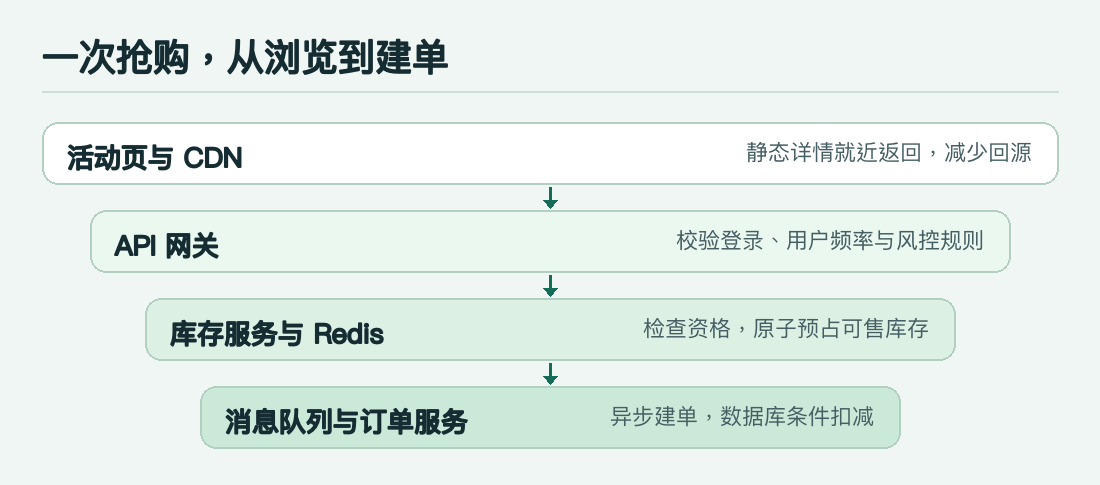 一次抢购，从浏览到建单
活动页与 CDN
静态详情就近返回，减少回源
API 网关
校验登录、用户频率与风控规则
库存服务与 Redis
检查资格，原子预占可售库存
消息队列与订单服务
异步建单，数据库条件扣减